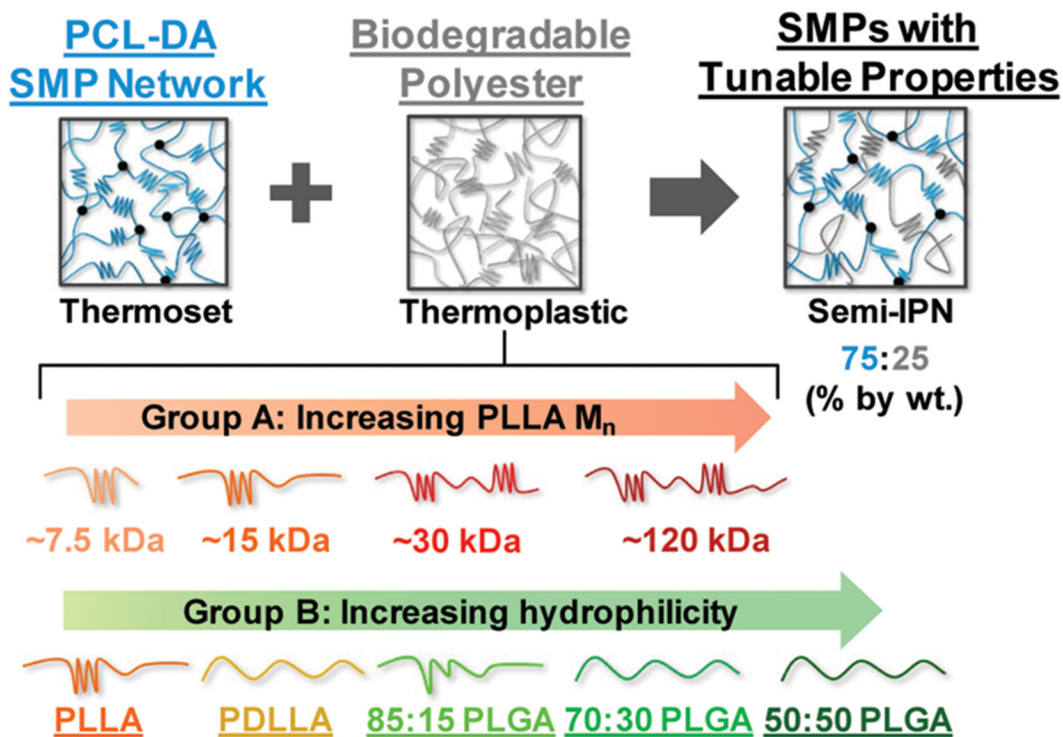 PCL-DA
SMP Network
Biodegradable
Polyester
SMPs with
Tunable Properties
Thermoset
Thermoplastic
Semi-IPN
75:25
(% by wt.)
Group A: Increasing PLLA Mn
~7.5 kDa
~15 kDa
~30 kDa
~120 kDa
Group B: Increasing hydrophilicity
PLLA
PDLLA
85:15 PLGA
70:30 PLGA
50:50 PLGA